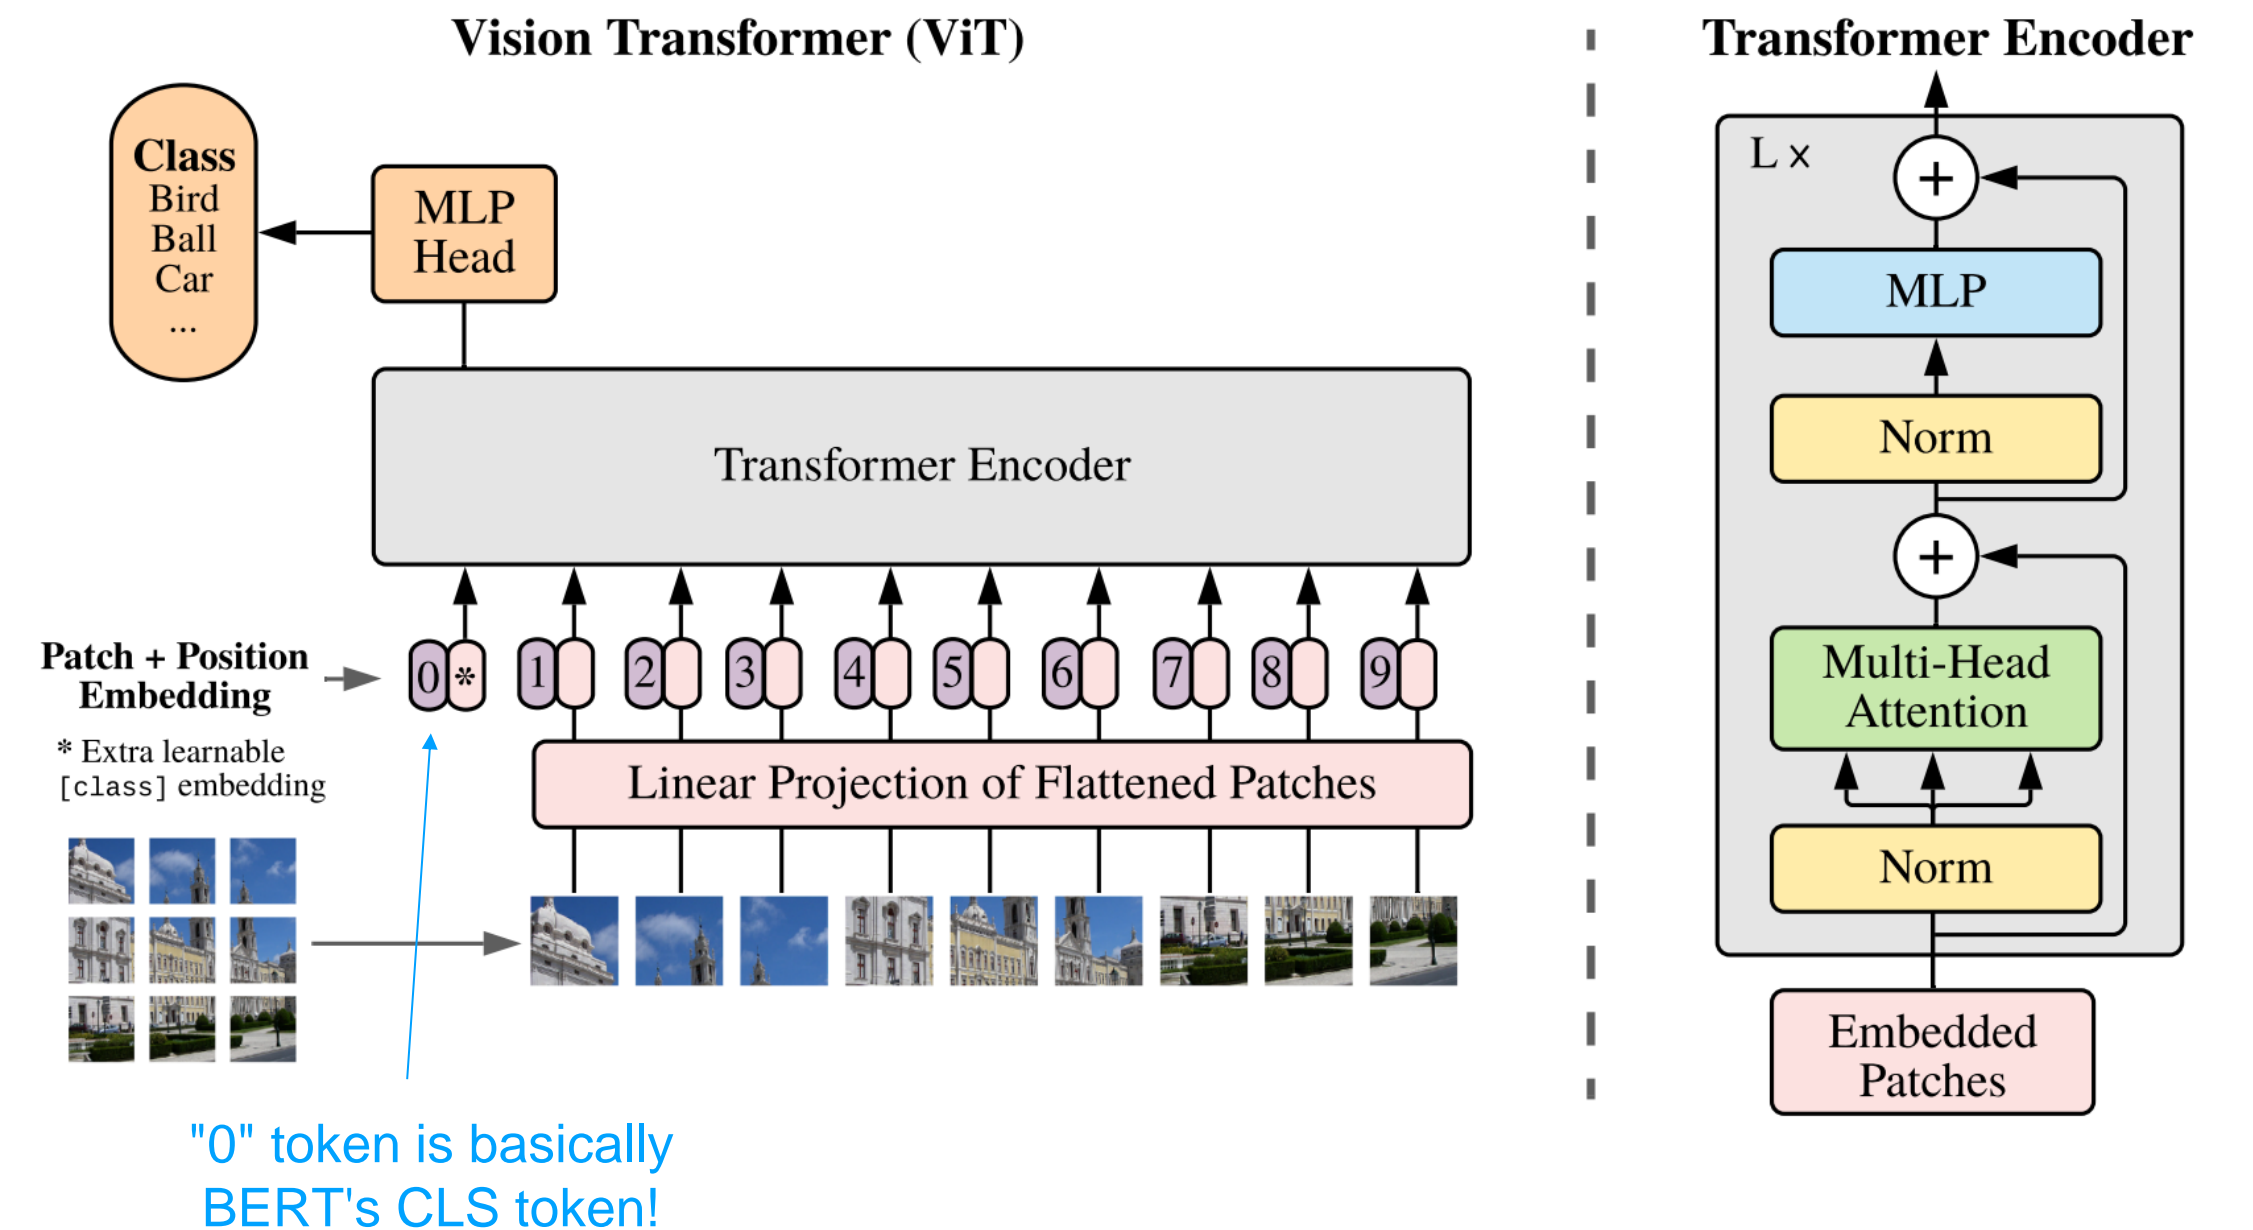 Vision Transformer (ViT)
Class
Bird
Ball
Car
...
MLP
Head
Transformer Encoder
Patch + Position
Embedding
* Extra learnable
[class] embedding
0 * 1 2 3 4 5 6 7 8 9
Linear Projection of Flattened Patches
"0" token is basically
BERT's CLS token!
Transformer Encoder
L ×
+
MLP
Norm
+
Multi-Head
Attention
Norm
Embedded
Patches